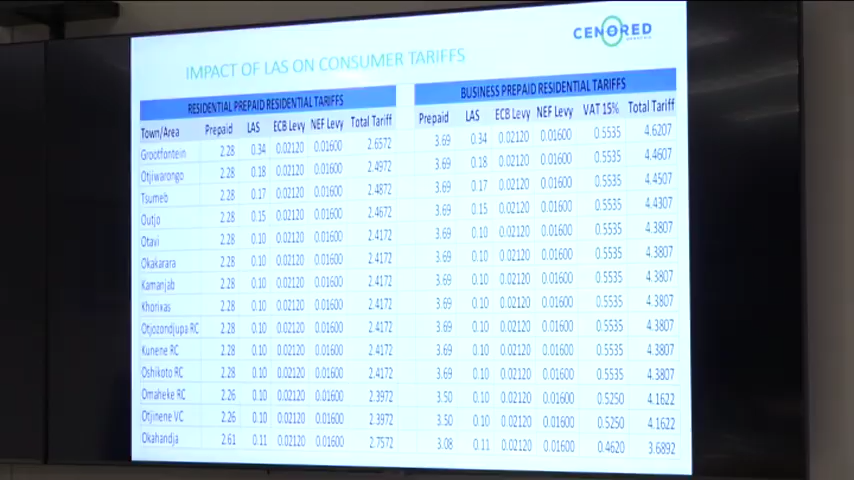 CENORED
IMPACT OF LAS ON CONSUMER TARIFFS
RESIDENTIAL PREPAID RESIDENTIAL TARIFFS BUSINESS PREPAID RESIDENTIAL TARIFFS
Town/Area Prepaid LAS ECB Levy NEF Levy Total Tariff Prepaid LAS ECB Levy NEF Levy VAT 15% Total Tariff
Grootfontein 2.28 0.34 0.02120 0.01600 2.6572 3.69 0.34 0.02120 0.01600 0.5535 4.6207
Otjiwarongo 2.28 0.18 0.02120 0.01600 2.4972 3.69 0.18 0.02120 0.01600 0.5535 4.4607
Tsumeb 2.28 0.17 0.02120 0.01600 2.4872 3.69 0.17 0.02120 0.01600 0.5535 4.4507
Outjo 2.28 0.15 0.02120 0.01600 2.4672 3.69 0.15 0.02120 0.01600 0.5535 4.4307
Otavi 2.28 0.10 0.02120 0.01600 2.4172 3.69 0.10 0.02120 0.01600 0.5535 4.3807
Okakarara 2.28 0.10 0.02120 0.01600 2.4172 3.69 0.10 0.02120 0.01600 0.5535 4.3807
Kamanjab 2.28 0.10 0.02120 0.01600 2.4172 3.69 0.10 0.02120 0.01600 0.5535 4.3807
Khorixas 2.28 0.10 0.02120 0.01600 2.4172 3.69 0.10 0.02120 0.01600 0.5535 4.3807
Otjozondjupa RC 2.28 0.10 0.02120 0.01600 2.4172 3.69 0.10 0.02120 0.01600 0.5535 4.3807
Kunene RC 2.28 0.10 0.02120 0.01600 2.4172 3.69 0.10 0.02120 0.01600 0.5535 4.3807
Oshikoto RC 2.28 0.10 0.02120 0.01600 2.4172 3.69 0.10 0.02120 0.01600 0.5535 4.3807
Omaheke RC 2.26 0.10 0.02120 0.01600 2.3972 3.50 0.10 0.02120 0.01600 0.5250 4.1622
Otjinene VC 2.26 0.10 0.02120 0.01600 2.3972 3.50 0.10 0.02120 0.01600 0.5250 4.1622
Okahandja 2.61 0.11 0.02120 0.01600 2.7572 3.08 0.11 0.02120 0.01600 0.4620 3.6892